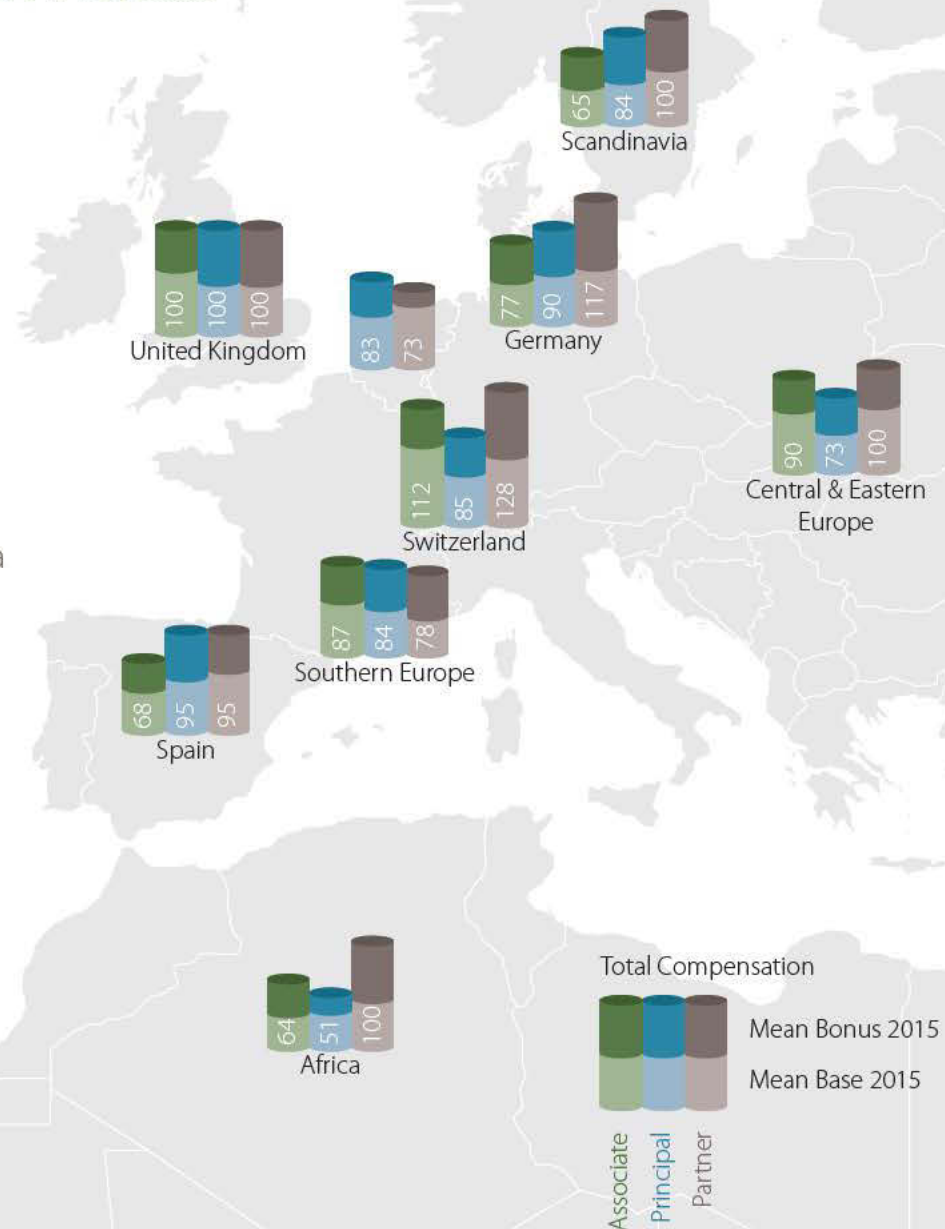 65 84 100
Scandinavia
100 100 100
United Kingdom
77 90 117
Germany
83 73
90 73 100
Central & Eastern
Europe
112 85 128
Switzerland
a
87 84 78
Southern Europe
68 95 95
Spain
64 51 100
Africa
Total Compensation
Mean Bonus 2015
Mean Base 2015
Associate
Principal
Partner